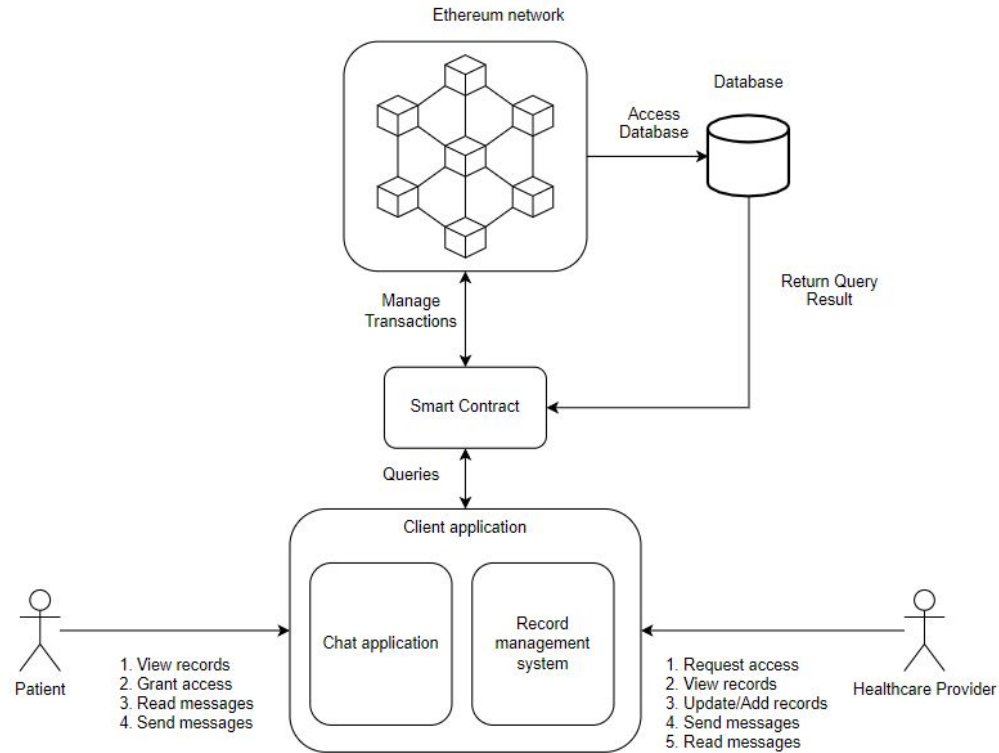 Ethereum network
Database
Access
Database
Return Query
Result
Manage
Transactions
Smart Contract
Queries
Client application
Chat application
Record
management
system
1. View records
2. Grant access
3. Read messages
4. Send messages
Patient
1. Request access
2. View records
3. Update/Add records
4. Send messages
5. Read messages
Healthcare Provider